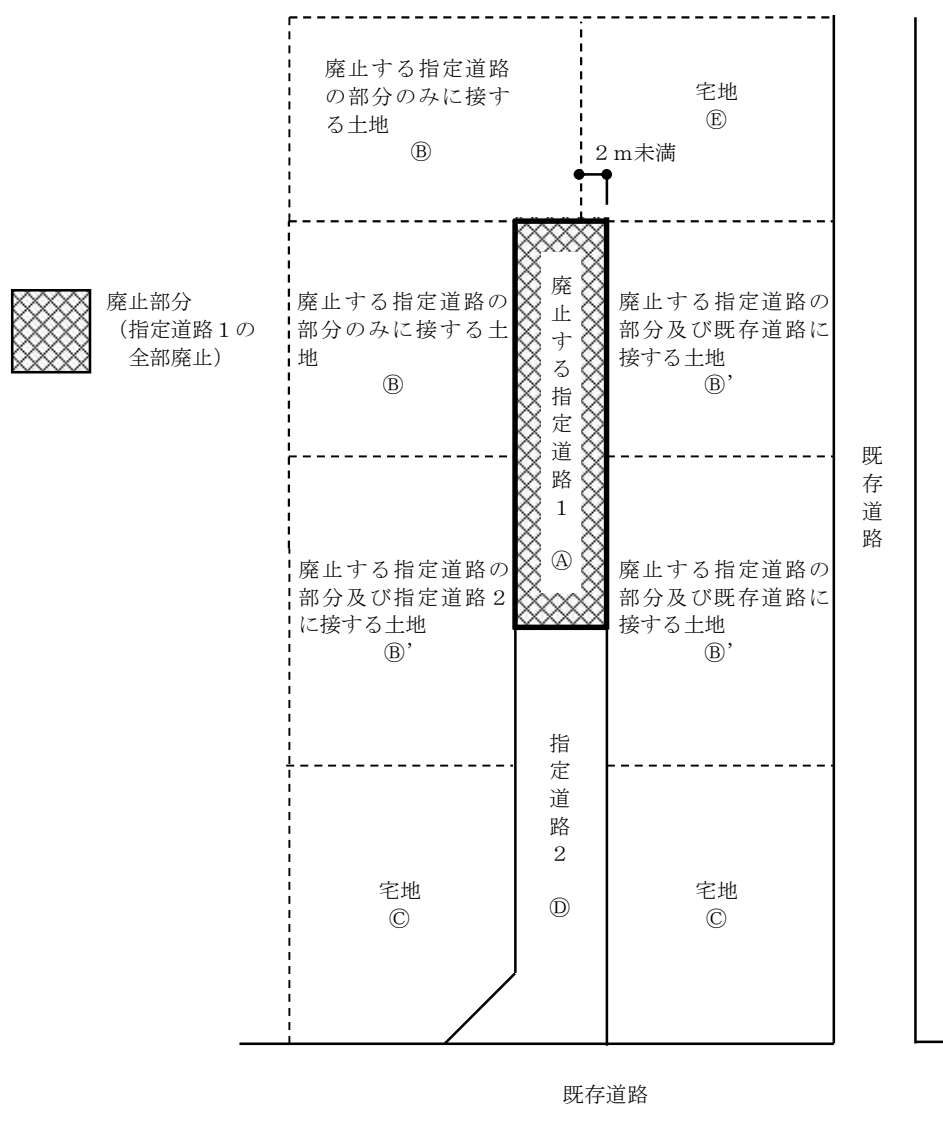 廃止する指定道路
の部分のみに接す
る土地
Ⓑ
宅地
Ⓔ
２ｍ未満
廃止部分
（指定道路１の
全部廃止）
廃止する指定道路の
部分のみに接する土
地
Ⓑ
廃止する指定道路１　Ⓐ
廃止する指定道路の
部分及び既存道路に
接する土地
Ⓑ’
既存道路
廃止する指定道路の
部分及び指定道路２
に接する土地
Ⓑ’
廃止する指定道路の
部分及び既存道路に
接する土地
Ⓑ’
指定道路２　Ⓓ
宅地
Ⓒ
宅地
Ⓒ
既存道路